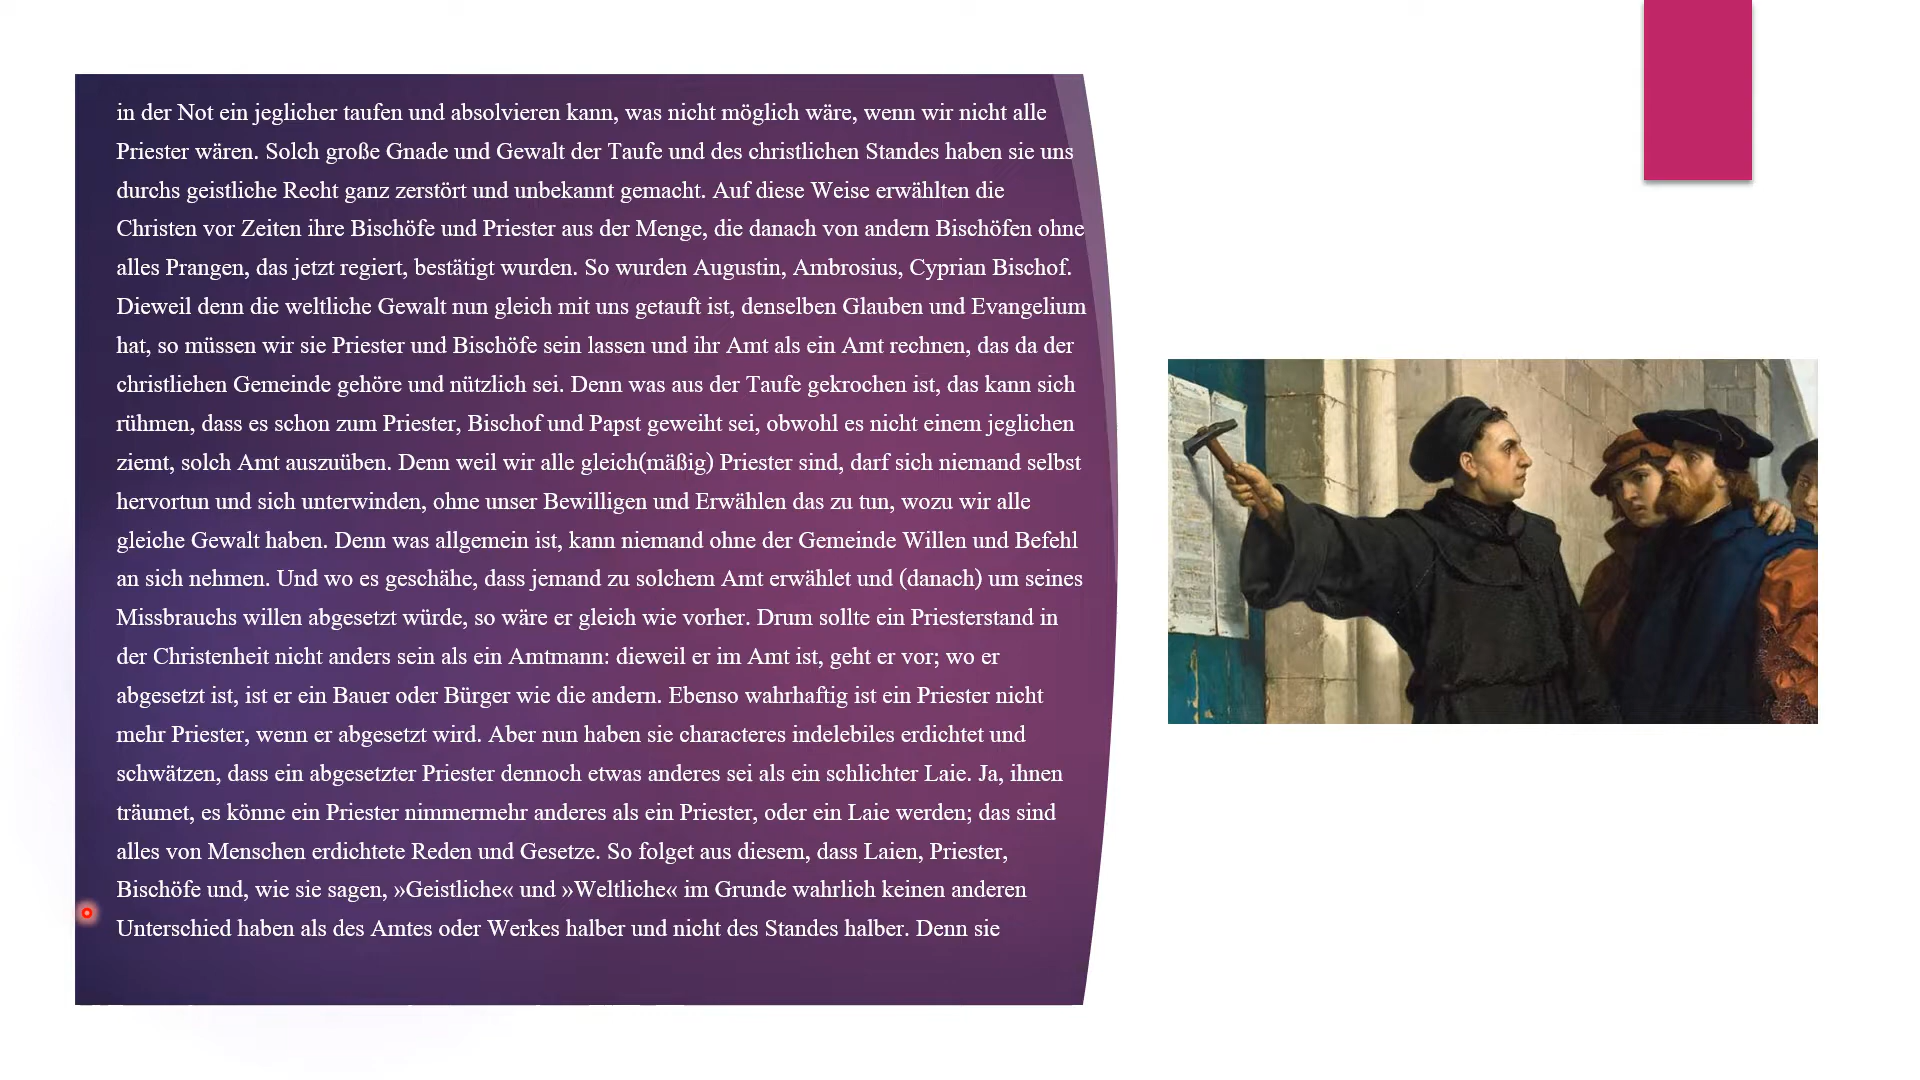 in der Not ein jeglicher taufen und absolvieren kann, was nicht möglich wäre, wenn wir nicht alle
Priester wären. Solch große Gnade und Gewalt der Taufe und des christlichen Standes haben sie uns
durchs geistliche Recht ganz zerstört und unbekannt gemacht. Auf diese Weise erwählten die
Christen vor Zeiten ihre Bischöfe und Priester aus der Menge, die danach von andern Bischöfen ohne
alles Prangen, das jetzt regiert, bestätigt wurden. So wurden Augustin, Ambrosius, Cyprian Bischof.
Dieweil denn die weltliche Gewalt nun gleich mit uns getauft ist, denselben Glauben und Evangelium
hat, so müssen wir sie Priester und Bischöfe sein lassen und ihr Amt als ein Amt rechnen, das da der
christliehen Gemeinde gehöre und nützlich sei. Denn was aus der Taufe gekrochen ist, das kann sich
rühmen, dass es schon zum Priester, Bischof und Papst geweiht sei, obwohl es nicht einem jeglichen
ziemt, solch Amt auszuüben. Denn weil wir alle gleich(mäßig) Priester sind, darf sich niemand selbst
hervortun und sich unterwinden, ohne unser Bewilligen und Erwählen das zu tun, wozu wir alle
gleiche Gewalt haben. Denn was allgemein ist, kann niemand ohne der Gemeinde Willen und Befehl
an sich nehmen. Und wo es geschähe, dass jemand zu solchem Amt erwählet und (danach) um seines
Missbrauchs willen abgesetzt würde, so wäre er gleich wie vorher. Drum sollte ein Priesterstand in
der Christenheit nicht anders sein als ein Amtmann: dieweil er im Amt ist, geht er vor; wo er
abgesetzt ist, ist er ein Bauer oder Bürger wie die andern. Ebenso wahrhaftig ist ein Priester nicht
mehr Priester, wenn er abgesetzt wird. Aber nun haben sie characteres indelebiles erdichtet und
schwätzen, dass ein abgesetzter Priester dennoch etwas anderes sei als ein schlichter Laie. Ja, ihnen
träumet, es könne ein Priester nimmermehr anderes als ein Priester, oder ein Laie werden; das sind
alles von Menschen erdichtete Reden und Gesetze. So folget aus diesem, dass Laien, Priester,
Bischöfe und, wie sie sagen, »Geistliche« und »Weltliche« im Grunde wahrlich keinen anderen
Unterschied haben als des Amtes oder Werkes halber und nicht des Standes halber. Denn sie